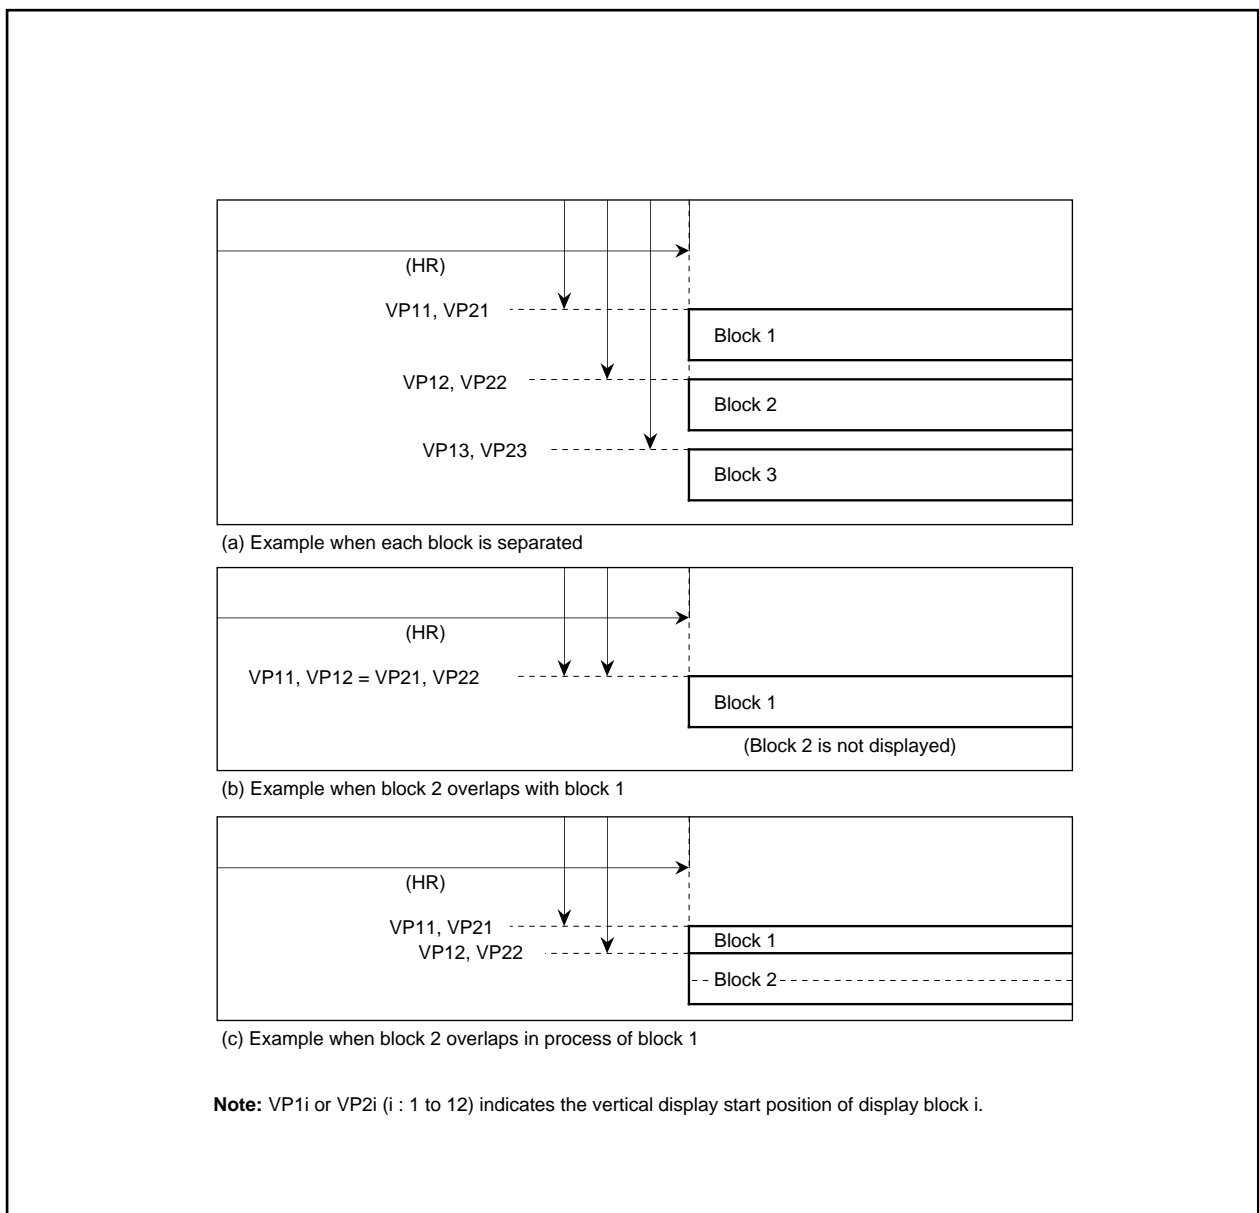 (HR)
VP11, VP21
Block 1
VP12, VP22
Block 2
VP13, VP23
Block 3
(a) Example when each block is separated
(HR)
VP11, VP12 = VP21, VP22
Block 1
(Block 2 is not displayed)
(b) Example when block 2 overlaps with block 1
(HR)
VP11, VP21
Block 1
VP12, VP22
Block 2
(c) Example when block 2 overlaps in process of block 1
Note: VP1i or VP2i (i : 1 to 12) indicates the vertical display start position of display block i.